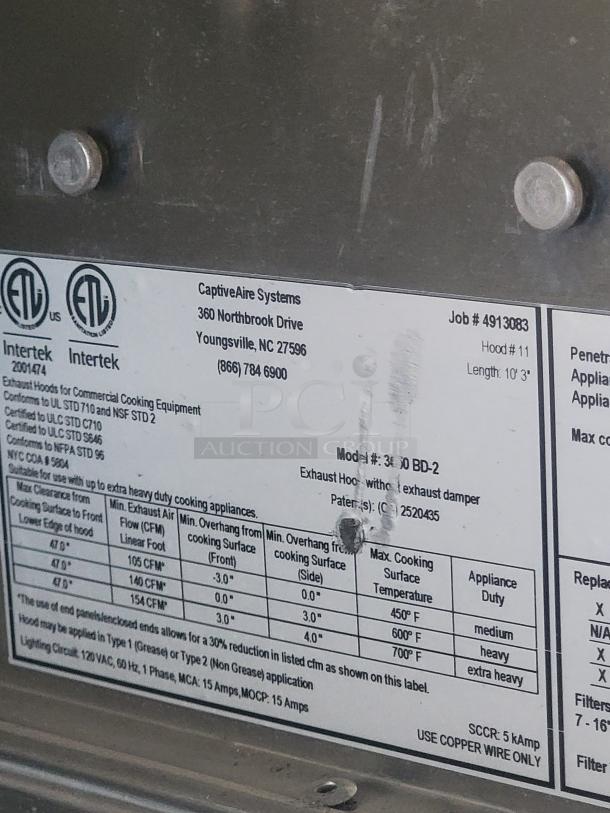 CaptiveAire Systems
360 Northbrook Drive
Youngsville, NC 27596
(866) 784 6900
Job # 4913083
Hood # 11
Length: 10' 3"
ETL
US
ETL
Intertek
2001474
Intertek
Exhaust Hoods for Commercial Cooking Equipment
Conforms to UL STD 710 and NSF STD 2
Certified to ULC STD C710
Certified to ULC STD S646
Conforms to NFPA STD 96
NYC COA # 5804
Suitable for use with up to extra heavy duty cooking appliances.
PCI
AUCTION GROUP
Model #: BD-2
Exhaust Hood without exhaust damper
Patent(s): 2520435
Max Clearance from Cooking Surface to Front Lower Edge of hood
Min. Exhaust Air Flow (CFM) Linear Foot
Min. Overhang from cooking Surface (Front)
Min. Overhang from cooking Surface (Side)
Max. Cooking Surface Temperature
Appliance Duty
47.0" 105 CFM* -3.0" 0.0" 450° F medium
47.0" 140 CFM* 0.0" 3.0" 600° F heavy
47.0" 154 CFM* 3.0" 4.0" 700° F extra heavy
*The use of end panels/enclosed ends allows for a 30% reduction in listed cfm as shown on this label.
Hood may be applied in Type 1 (Grease) or Type 2 (Non Grease) application
Lighting Circuit: 120 VAC, 60 Hz, 1 Phase, MCA: 15 Amps, MOCP: 15 Amps
SCCR: 5 kAmp
USE COPPER WIRE ONLY
Penetr
Applia
Applia
Max co
Replac
X
N/A
X
X
Filters
7 - 16"
Filter